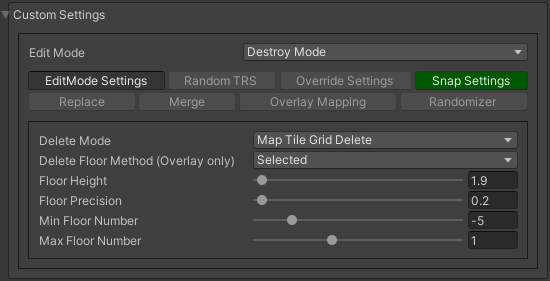 Custom Settings
Edit Mode Destroy Mode
EditMode Settings Random TRS Override Settings Snap Settings
Replace Merge Overlay Mapping Randomizer
Delete Mode Map Tile Grid Delete
Delete Floor Method (Overlay only) Selected
Floor Height 1.9
Floor Precision 0.2
Min Floor Number -5
Max Floor Number 1